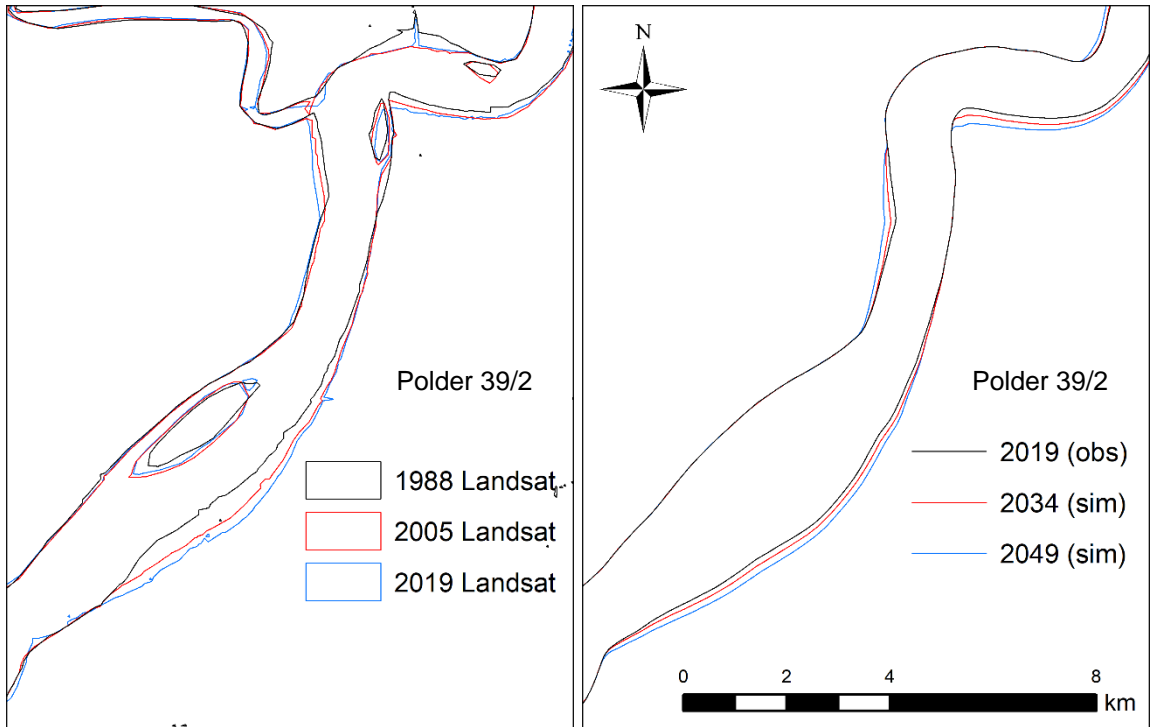 Polder 39/2
1988 Landsat
2005 Landsat
2019 Landsat
N
Polder 39/2
2019 (obs)
2034 (sim)
2049 (sim)
0 2 4 8
km